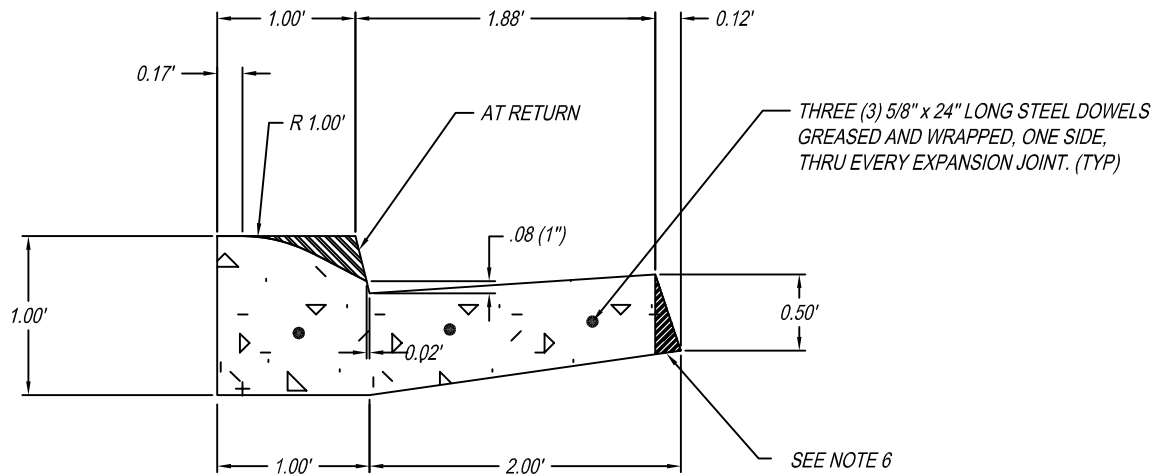 1.00'
1.88'
0.12'
0.17'
R 1.00'
AT RETURN
THREE (3) 5/8" x 24" LONG STEEL DOWELS
GREASED AND WRAPPED, ONE SIDE,
THRU EVERY EXPANSION JOINT. (TYP)
.08 (1")
1.00'
0.50'
0.02'
1.00'
2.00'
SEE NOTE 6